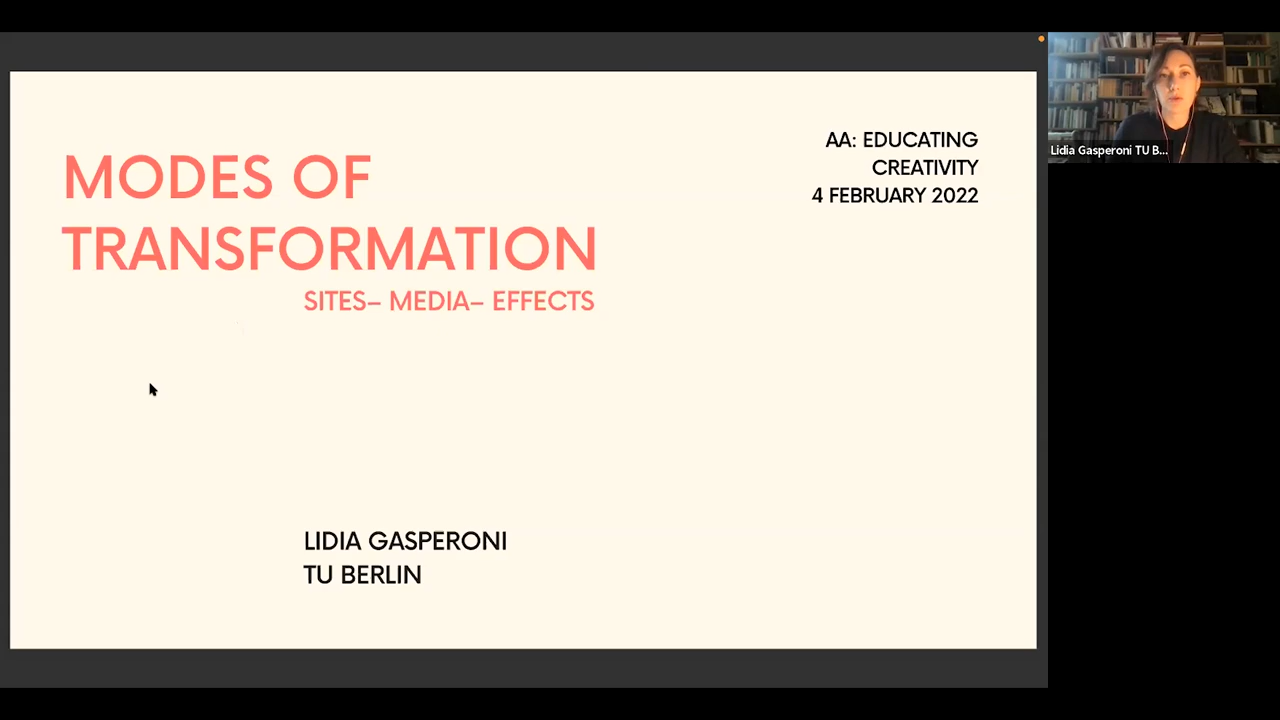 MODES OF
TRANSFORMATION
SITES– MEDIA– EFFECTS
AA: EDUCATING
CREATIVITY
4 FEBRUARY 2022
Lidia Gasperoni TU B...
LIDIA GASPERONI
TU BERLIN